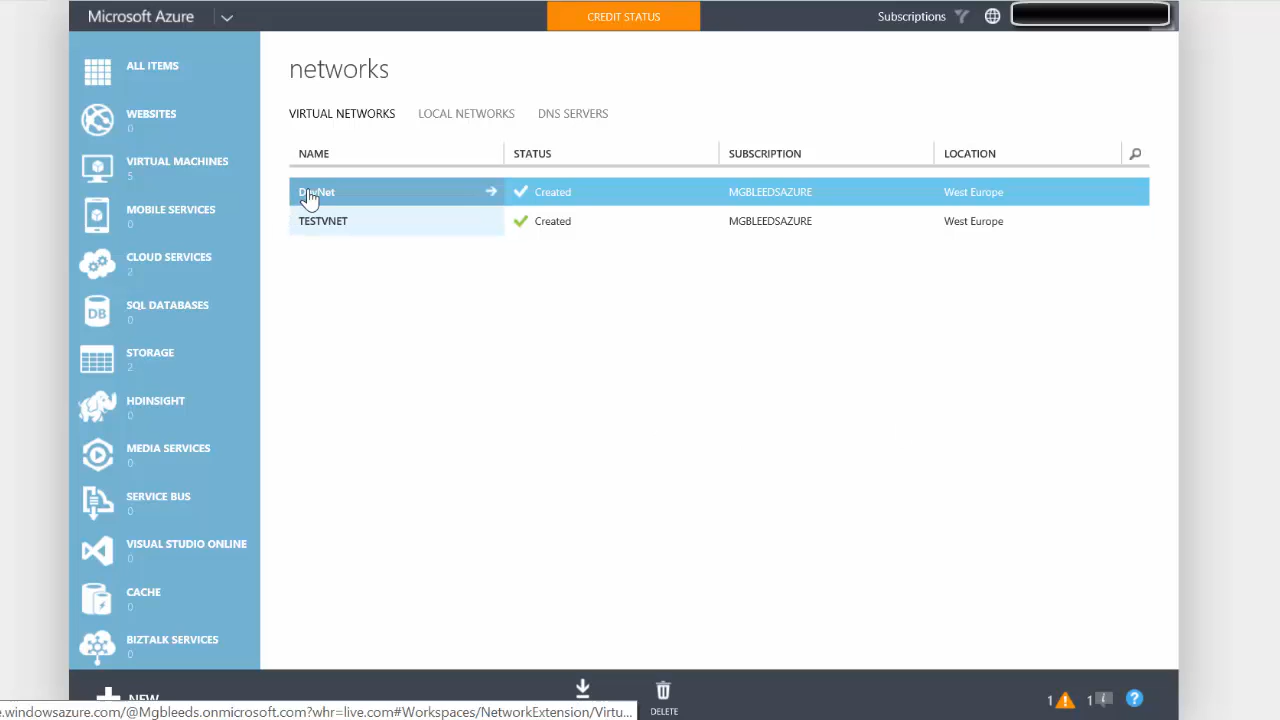 Microsoft Azure
CREDIT STATUS
Subscriptions
ALL ITEMS
WEBSITES
0
VIRTUAL MACHINES
5
MOBILE SERVICES
0
CLOUD SERVICES
2
SQL DATABASES
0
STORAGE
2
HDINSIGHT
0
MEDIA SERVICES
0
SERVICE BUS
0
VISUAL STUDIO ONLINE
0
CACHE
0
BIZTALK SERVICES
0
networks
VIRTUAL NETWORKS LOCAL NETWORKS DNS SERVERS
NAME STATUS SUBSCRIPTION LOCATION
Created MGBLEEDSAZURE West Europe
TESTVNET Created MGBLEEDSAZURE West Europe
NEW
DELETE
1 1 ?
e.windowsazure.com/@Mgbleeds.onmicrosoft.com?whr=live.com#Workspaces/NetworkExtension/Virtu...